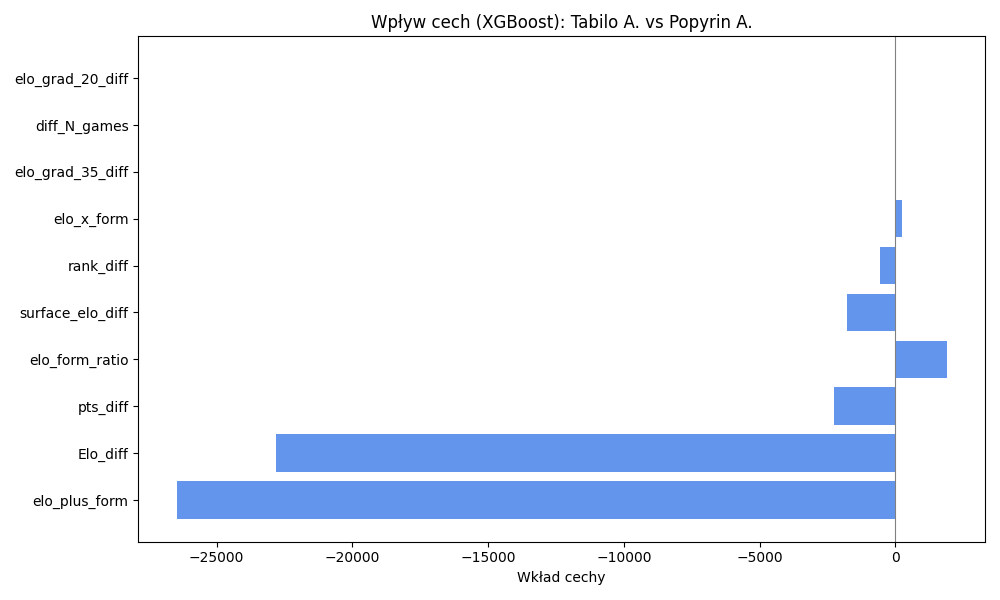 Wpływ cech (XGBoost): Tabilo A. vs Popyrin A.
elo_grad_20_diff
diff_N_games
elo_grad_35_diff
elo_x_form
rank_diff
surface_elo_diff
elo_form_ratio
pts_diff
Elo_diff
elo_plus_form
−25000 −20000 −15000 −10000 −5000 0
Wkład cechy